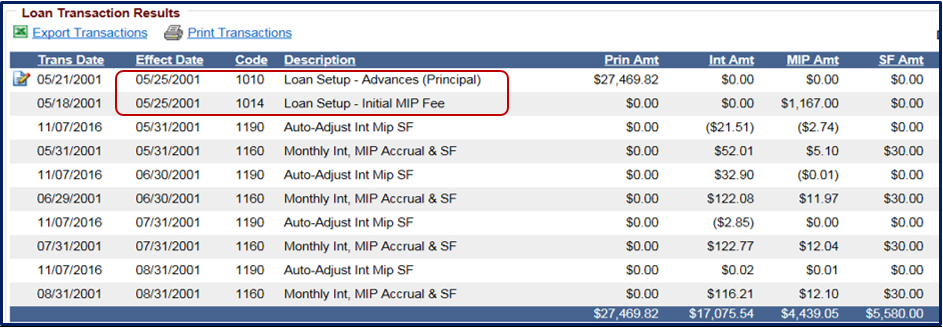 Loan Transaction Results
Export Transactions Print Transactions
Trans Date Effect Date Code Description Prin Amt Int Amt MIP Amt SF Amt
05/21/2001 05/25/2001 1010 Loan Setup - Advances (Principal) $27,469.82 $0.00 $0.00 $0.00
05/18/2001 05/25/2001 1014 Loan Setup - Initial MIP Fee $0.00 $0.00 $1,167.00 $0.00
11/07/2016 05/31/2001 1190 Auto-Adjust Int Mip SF $0.00 ($21.51) ($2.74) $0.00
05/31/2001 05/31/2001 1160 Monthly Int, MIP Accrual & SF $0.00 $52.01 $5.10 $30.00
11/07/2016 06/30/2001 1190 Auto-Adjust Int Mip SF $0.00 $32.90 ($0.01) $0.00
06/29/2001 06/30/2001 1160 Monthly Int, MIP Accrual & SF $0.00 $122.08 $11.97 $30.00
11/07/2016 07/31/2001 1190 Auto-Adjust Int Mip SF $0.00 ($2.85) $0.00 $0.00
07/31/2001 07/31/2001 1160 Monthly Int, MIP Accrual & SF $0.00 $122.77 $12.04 $30.00
11/07/2016 08/31/2001 1190 Auto-Adjust Int Mip SF $0.00 $0.02 $0.01 $0.00
08/31/2001 08/31/2001 1160 Monthly Int, MIP Accrual & SF $0.00 $116.21 $12.10 $30.00
$27,469.82 $17,075.54 $4,439.05 $5,580.00